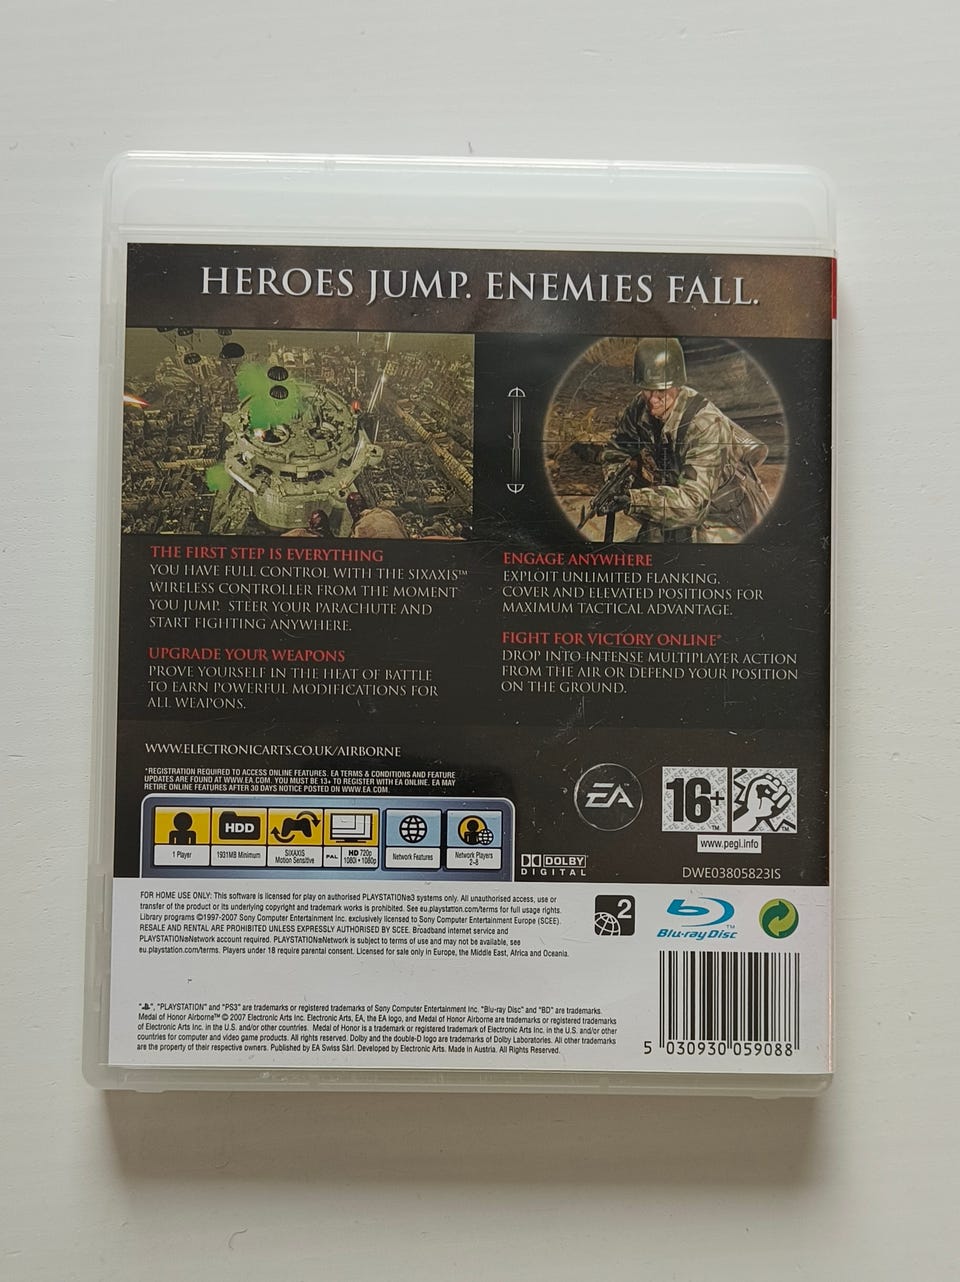 HEROES JUMP. ENEMIES FALL.
THE FIRST STEP IS EVERYTHING
YOU HAVE FULL CONTROL WITH THE SIXAXIS™
WIRELESS CONTROLLER FROM THE MOMENT
YOU JUMP. STEER YOUR PARACHUTE AND
START FIGHTING ANYWHERE.
UPGRADE YOUR WEAPONS
PROVE YOURSELF IN THE HEAT OF BATTLE
TO EARN POWERFUL MODIFICATIONS FOR
ALL WEAPONS.
ENGAGE ANYWHERE
EXPLOIT UNLIMITED FLANKING,
COVER AND ELEVATED POSITIONS FOR
MAXIMUM TACTICAL ADVANTAGE.
FIGHT FOR VICTORY ONLINE*
DROP INTO INTENSE MULTIPLAYER ACTION
FROM THE AIR OR DEFEND YOUR POSITION
ON THE GROUND.
WWW.ELECTRONICARTS.CO.UK/AIRBORNE
*REGISTRATION REQUIRED TO ACCESS ONLINE FEATURES. EA TERMS & CONDITIONS AND FEATURE
UPDATES ARE FOUND AT WWW.EA.COM. YOU MUST BE 13+ TO REGISTER WITH EA ONLINE. EA MAY
RETIRE ONLINE FEATURES AFTER 30 DAYS NOTICE POSTED ON WWW.EA.COM.
HDD
1 Player
1931MB Minimum
SIXAXIS
Motion Sensitive
PAL
HD 720p
1080i • 1080p
Network Features
Network Players
2-8
DOLBY
DIGITAL
EA
16+
™
www.pegi.info
DWE03805823IS
FOR HOME USE ONLY: This software is licensed for play on authorised PLAYSTATION®3 systems only. All unauthorised access, use or
transfer of the product or its underlying copyright and trademark works is prohibited. See eu.playstation.com/terms for full usage rights.
Library programs ©1997-2007 Sony Computer Entertainment Inc. exclusively licensed to Sony Computer Entertainment Europe (SCEE).
RESALE AND RENTAL ARE PROHIBITED UNLESS EXPRESSLY AUTHORISED BY SCEE. Broadband internet service and
PLAYSTATION®Network account required. PLAYSTATION®Network is subject to terms of use and may not be available, see
eu.playstation.com/terms. Players under 18 require parental consent. Licensed for sale only in Europe, the Middle East, Africa and Oceania.
2
Blu-ray Disc
™
"", "PLAYSTATION" and "PS3" are trademarks or registered trademarks of Sony Computer Entertainment Inc. "Blu-ray Disc" and "BD" are trademarks.
Medal of Honor Airborne™ © 2007 Electronic Arts Inc. Electronic Arts, EA, the EA logo, and Medal of Honor Airborne are trademarks or registered trademarks
of Electronic Arts Inc. in the U.S. and/or other countries. Medal of Honor is a trademark or registered trademark of Electronic Arts Inc. in the U.S. and/or other
countries for computer and video game products. All rights reserved. Dolby and the double-D logo are trademarks of Dolby Laboratories. All other trademarks
are the property of their respective owners. Published by EA Swiss Sàrl. Developed by Electronic Arts. Made in Austria. All Rights Reserved.
5 030930 059088